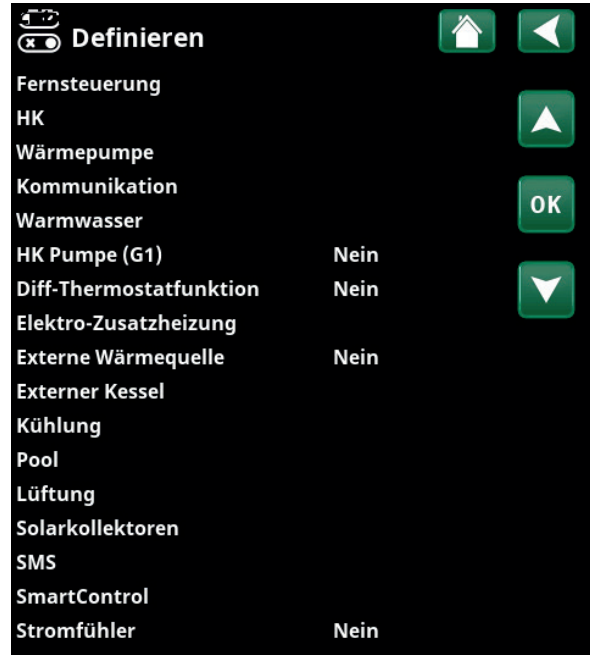 Definieren
Fernsteuerung
HK
Wärmepumpe
Kommunikation
OK
Warmwasser
HK Pumpe (G1) Nein
Diff-Thermostatfunktion Nein
Elektro-Zusatzheizung
Externe Wärmequelle Nein
Externer Kessel
Kühlung
Pool
Lüftung
Solarkollektoren
SMS
SmartControl
Stromfühler Nein